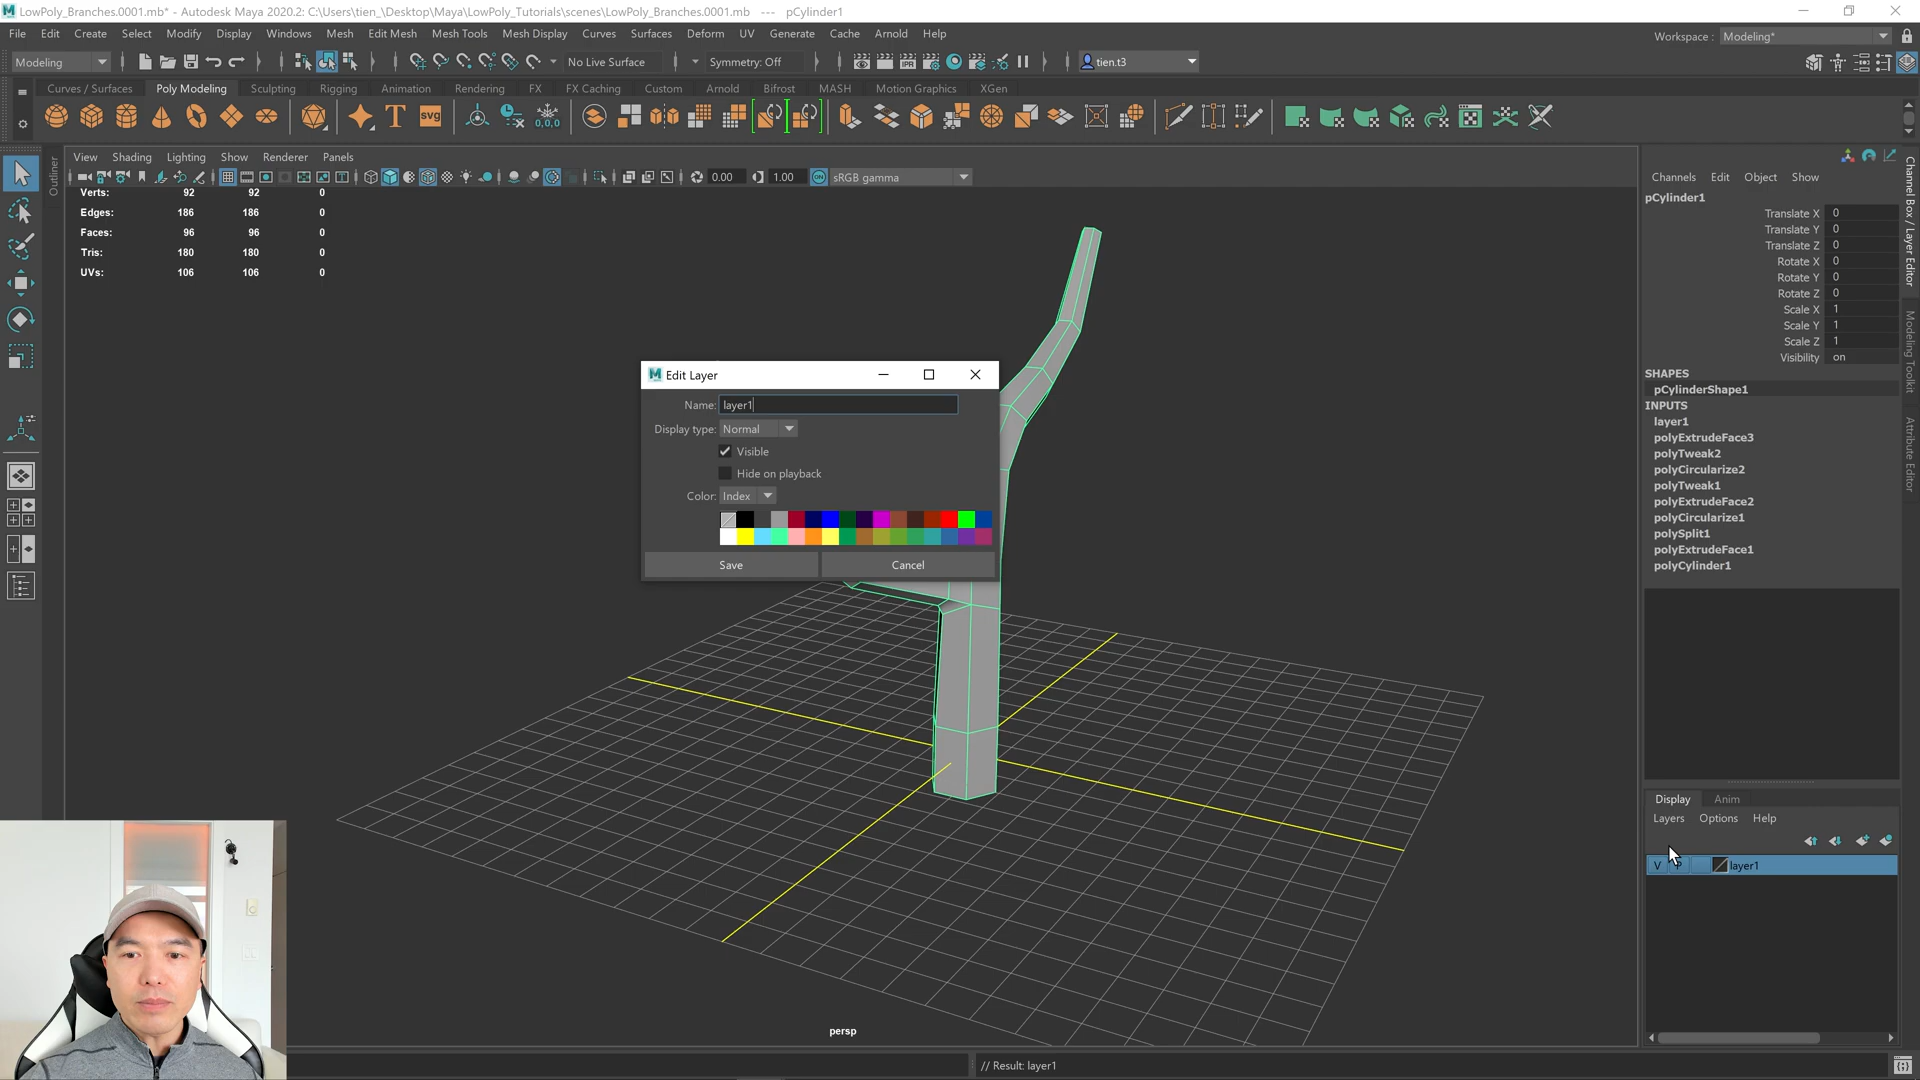 LowPoly_Branches.0001.mb* - Autodesk Maya 2020.2: C:\Users\tien_\Desktop\Maya\LowPoly_Tutorials\scenes\LowPoly_Branches.0001.mb   ---   pCylinder1
File Edit Create Select Modify Display Windows Mesh Edit Mesh Mesh Tools Mesh Display Curves Surfaces Deform UV Generate Cache Arnold Help
Workspace : Modeling*
Modeling
No Live Surface
Symmetry: Off
tien.t3
Curves / Surfaces Poly Modeling Sculpting Rigging Animation Rendering FX FX Caching Custom Arnold Bifrost MASH Motion Graphics XGen
T
svg
0,0,0
IPR
View Shading Lighting Show Renderer Panels
0.00 1.00 ON sRGB gamma
Outliner
Verts: 92 92 0
Edges: 186 186 0
Faces: 96 96 0
Tris: 180 180 0
UVs: 106 106 0
Edit Layer
Name: layer1
Display type: Normal
Visible
Hide on playback
Color: Index
Save Cancel
persp
Channels Edit Object Show
pCylinder1
Translate X 0
Translate Y 0
Translate Z 0
Rotate X 0
Rotate Y 0
Rotate Z 0
Scale X 1
Scale Y 1
Scale Z 1
Visibility on
SHAPES
pCylinderShape1
INPUTS
layer1
polyExtrudeFace3
polyTweak2
polyCircularize2
polyTweak1
polyExtrudeFace2
polyCircularize1
polySplit1
polyExtrudeFace1
polyCylinder1
Channel Box / Layer Editor
Modeling Toolkit
Attribute Editor
Display Anim
Layers Options Help
V P layer1
// Result: layer1